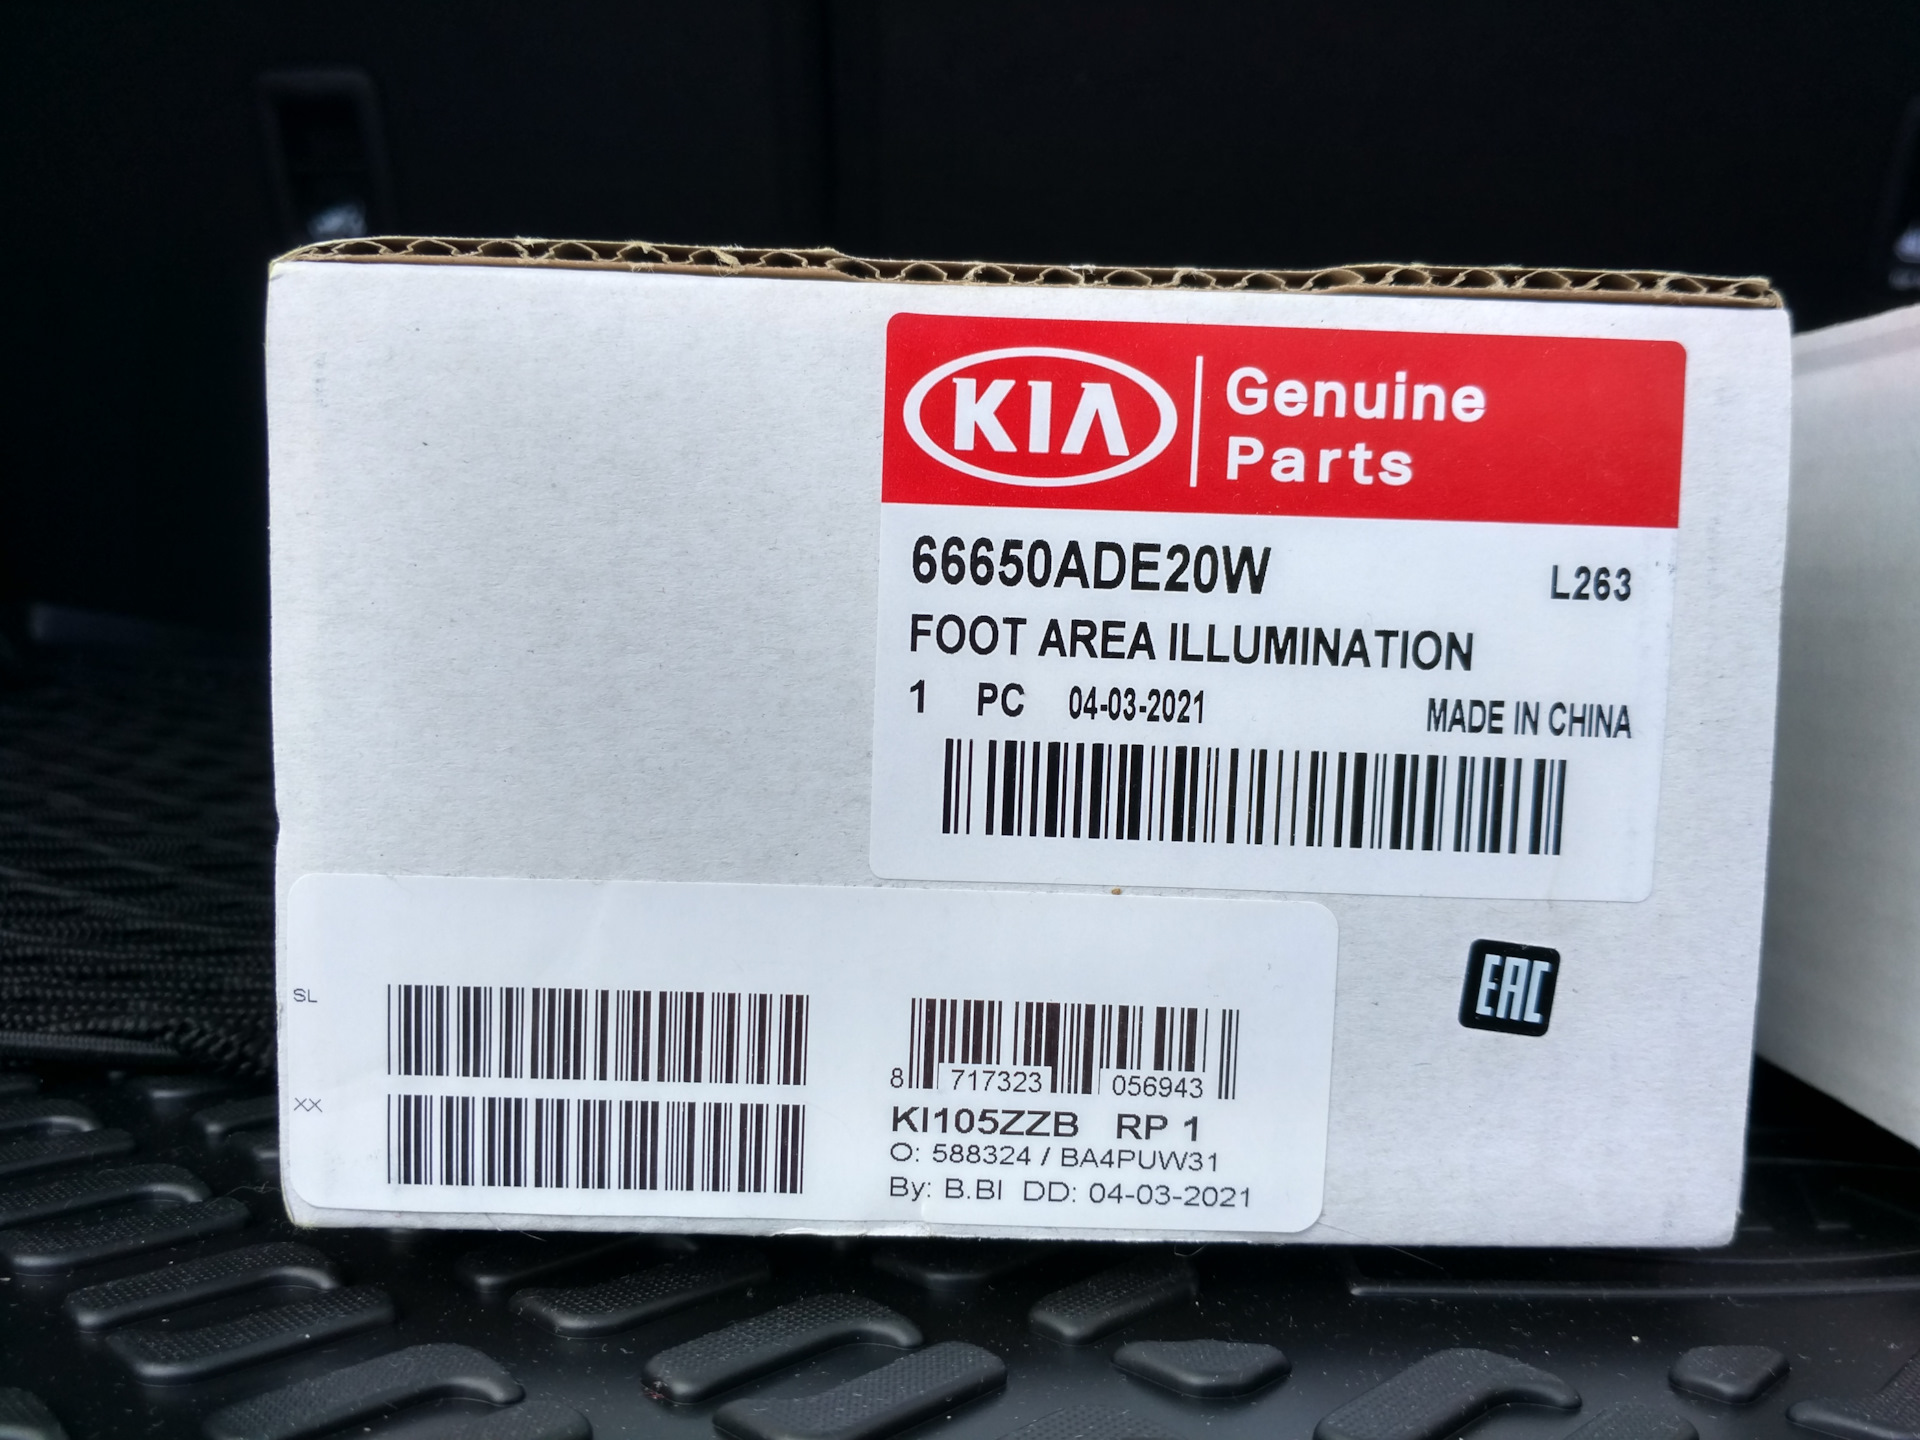 KIA
Genuine
Parts
66650ADE20W L263
FOOT AREA ILLUMINATION
1 PC 04-03-2021 MADE IN CHINA
EAC
SL
XX
8 717323 056943
KI105ZZB RP 1
O: 588324 / BA4PUW31
By: B.BI DD: 04-03-2021